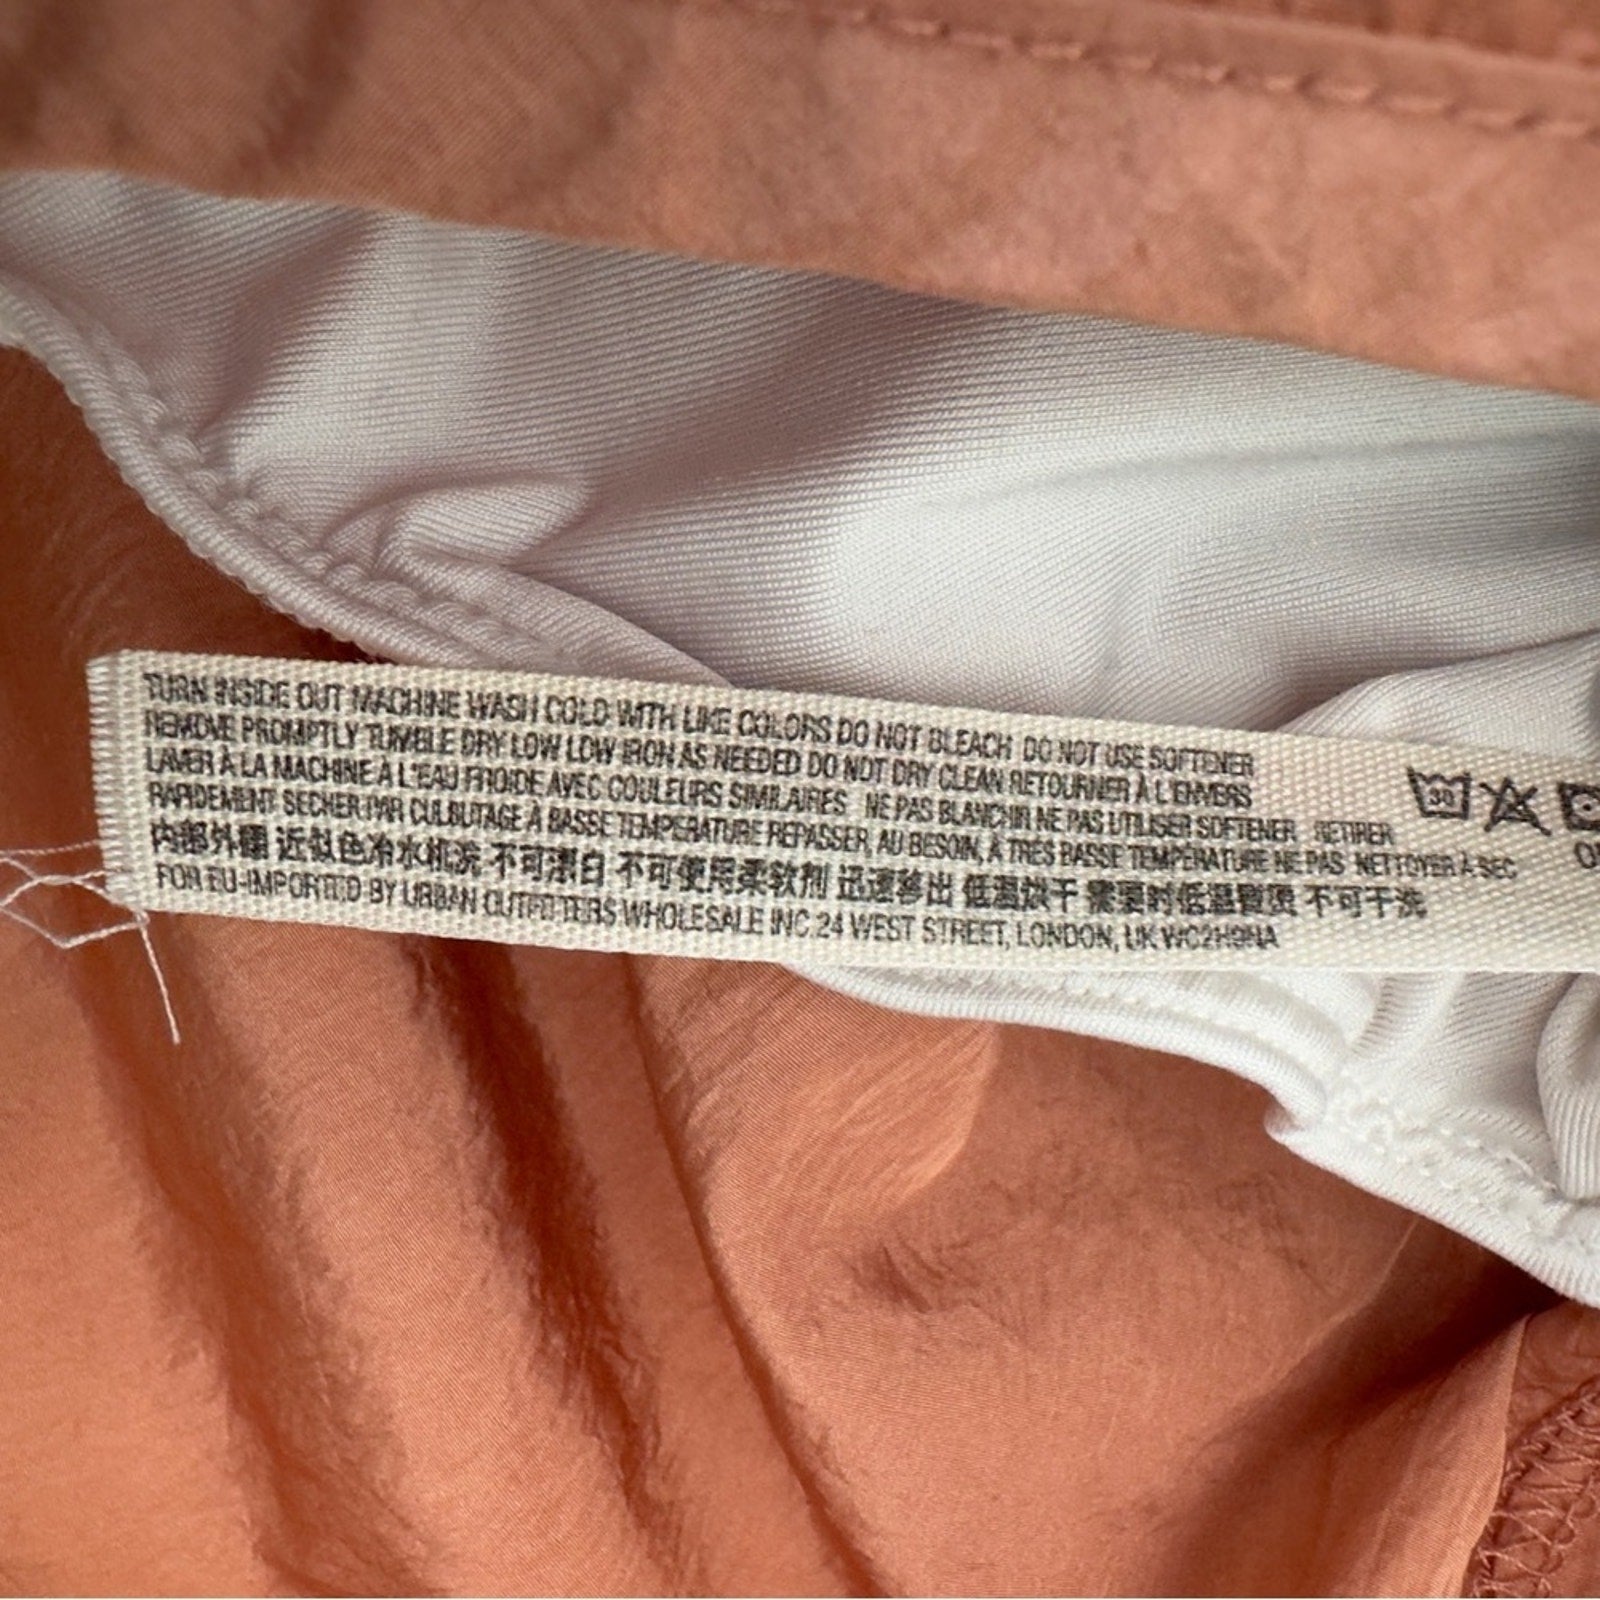 TURN INSIDE OUT MACHINE WASH COLD WITH LIKE COLORS DO NOT BLEACH DO NOT USE SOFTENER
REMOVE PROMPTLY TUMBLE DRY LOW LOW IRON AS NEEDED DO NOT DRY CLEAN RETOURNER À L'ENVERS
LAVER À LA MACHINE À L'EAU FROIDE AVEC COULEURS SIMILAIRES NE PAS BLANCHIR NE PAS UTILISER SOFTENER RETIRER
RAPIDEMENT SECHER PAR CULBUTAGE À BASSE TEMPERATURE REPASSER, AU BESOIN, À TRES BASSE TEMPÉRATURE NE PAS NETTOYER À SEC
内部外翻 近似色冷水机洗 不可漂白 不可使用柔软剂 迅速移出 低温烘干 需要时低温熨烫 不可干洗
FOR EU-IMPORTED BY URBAN OUTFITTERS WHOLESALE INC 24 WEST STREET, LONDON, UK WC2H9NA
30